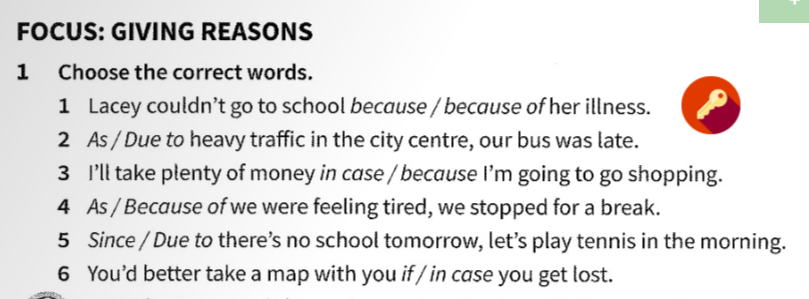 FOCUS: GIVING REASONS
1 Choose the correct words.
1 Lacey couldn't go to school because / because of her illness.
2 As / Due to heavy traffic in the city centre, our bus was late.
3 I'll take plenty of money in case / because I'm going to go shopping.
4 As / Because of we were feeling tired, we stopped for a break.
5 Since / Due to there's no school tomorrow, let's play tennis in the morning.
6 You'd better take a map with you if / in case you get lost.